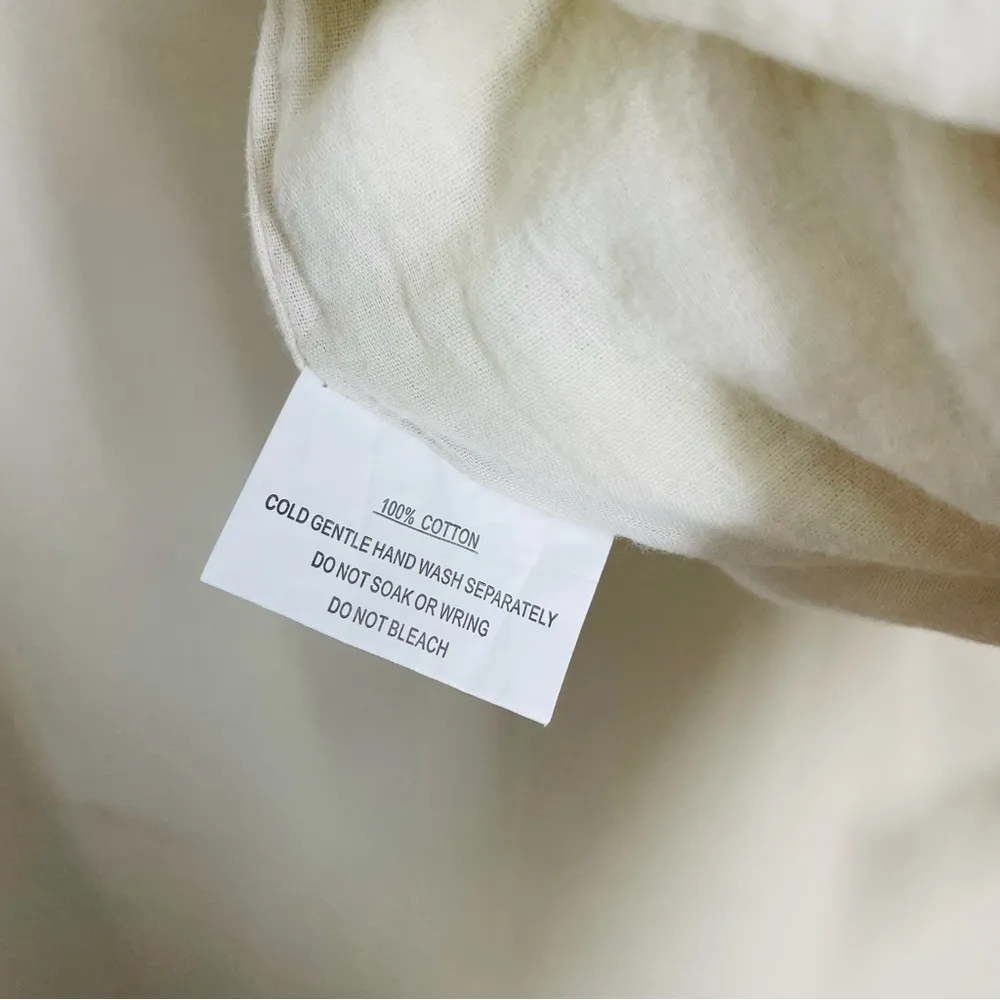 100% COTTON
COLD GENTLE HAND WASH SEPARATELY
DO NOT SOAK OR WRING
DO NOT BLEACH